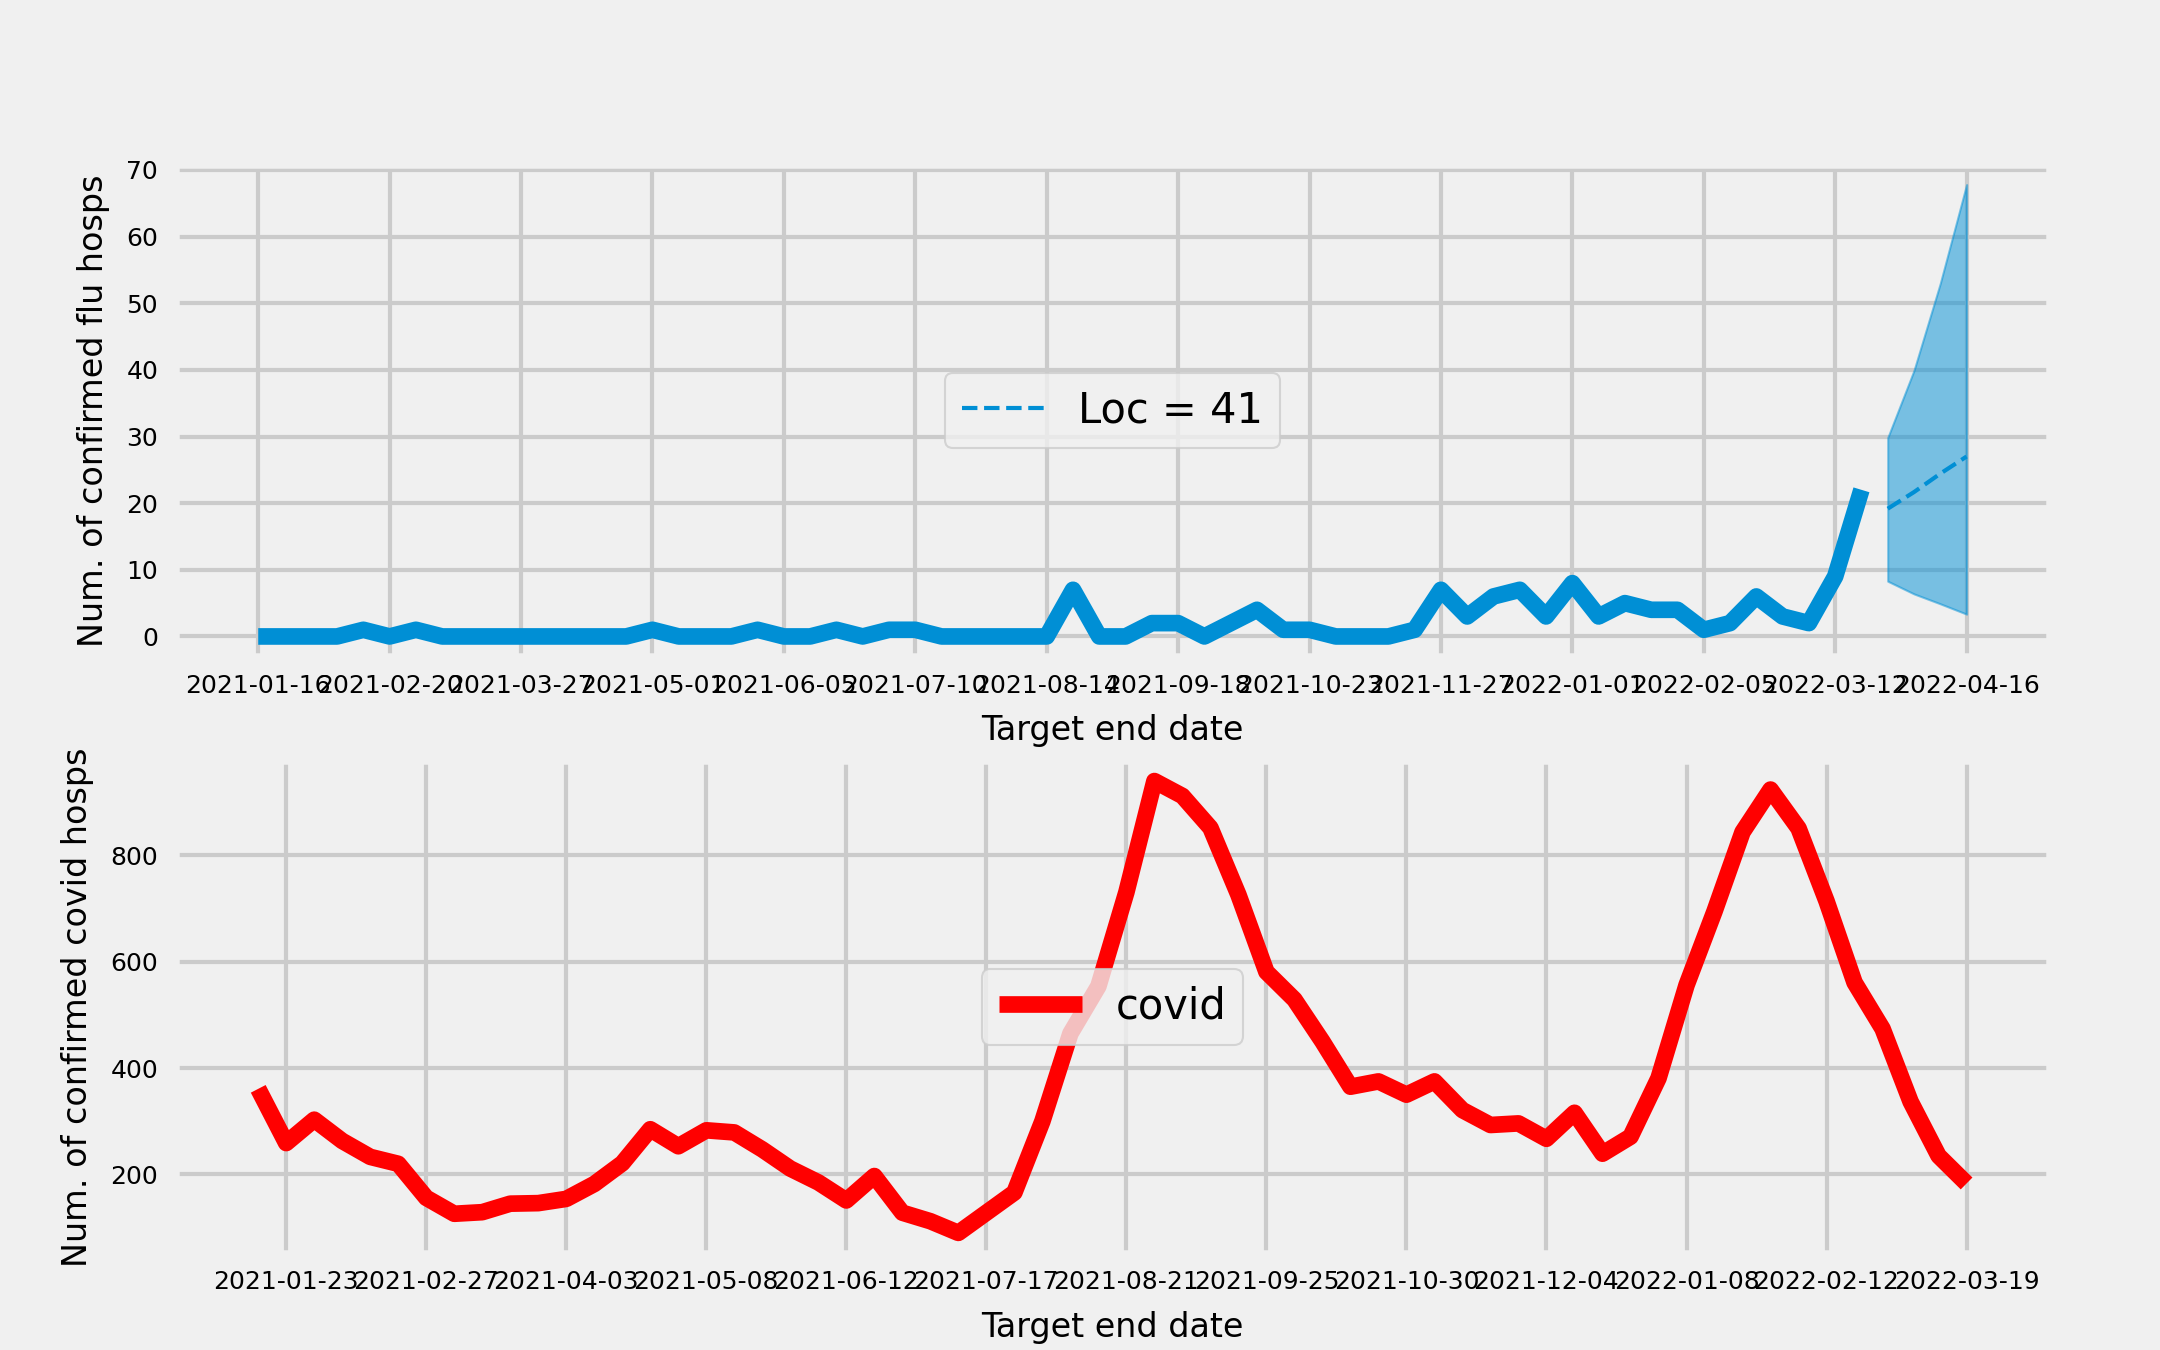 Num. of confirmed flu hosps
70
60
50
40
30
20
10
0
Loc = 41
2021-01-16 2021-02-20 2021-03-27 2021-05-01 2021-06-05 2021-07-10 2021-08-14 2021-09-18 2021-10-23 2021-11-27 2022-01-01 2022-02-05 2022-03-12 2022-04-16
Target end date
Num. of confirmed covid hosps
800
600
400
200
covid
2021-01-23 2021-02-27 2021-04-03 2021-05-08 2021-06-12 2021-07-17 2021-08-21 2021-09-25 2021-10-30 2021-12-04 2022-01-08 2022-02-12 2022-03-19
Target end date